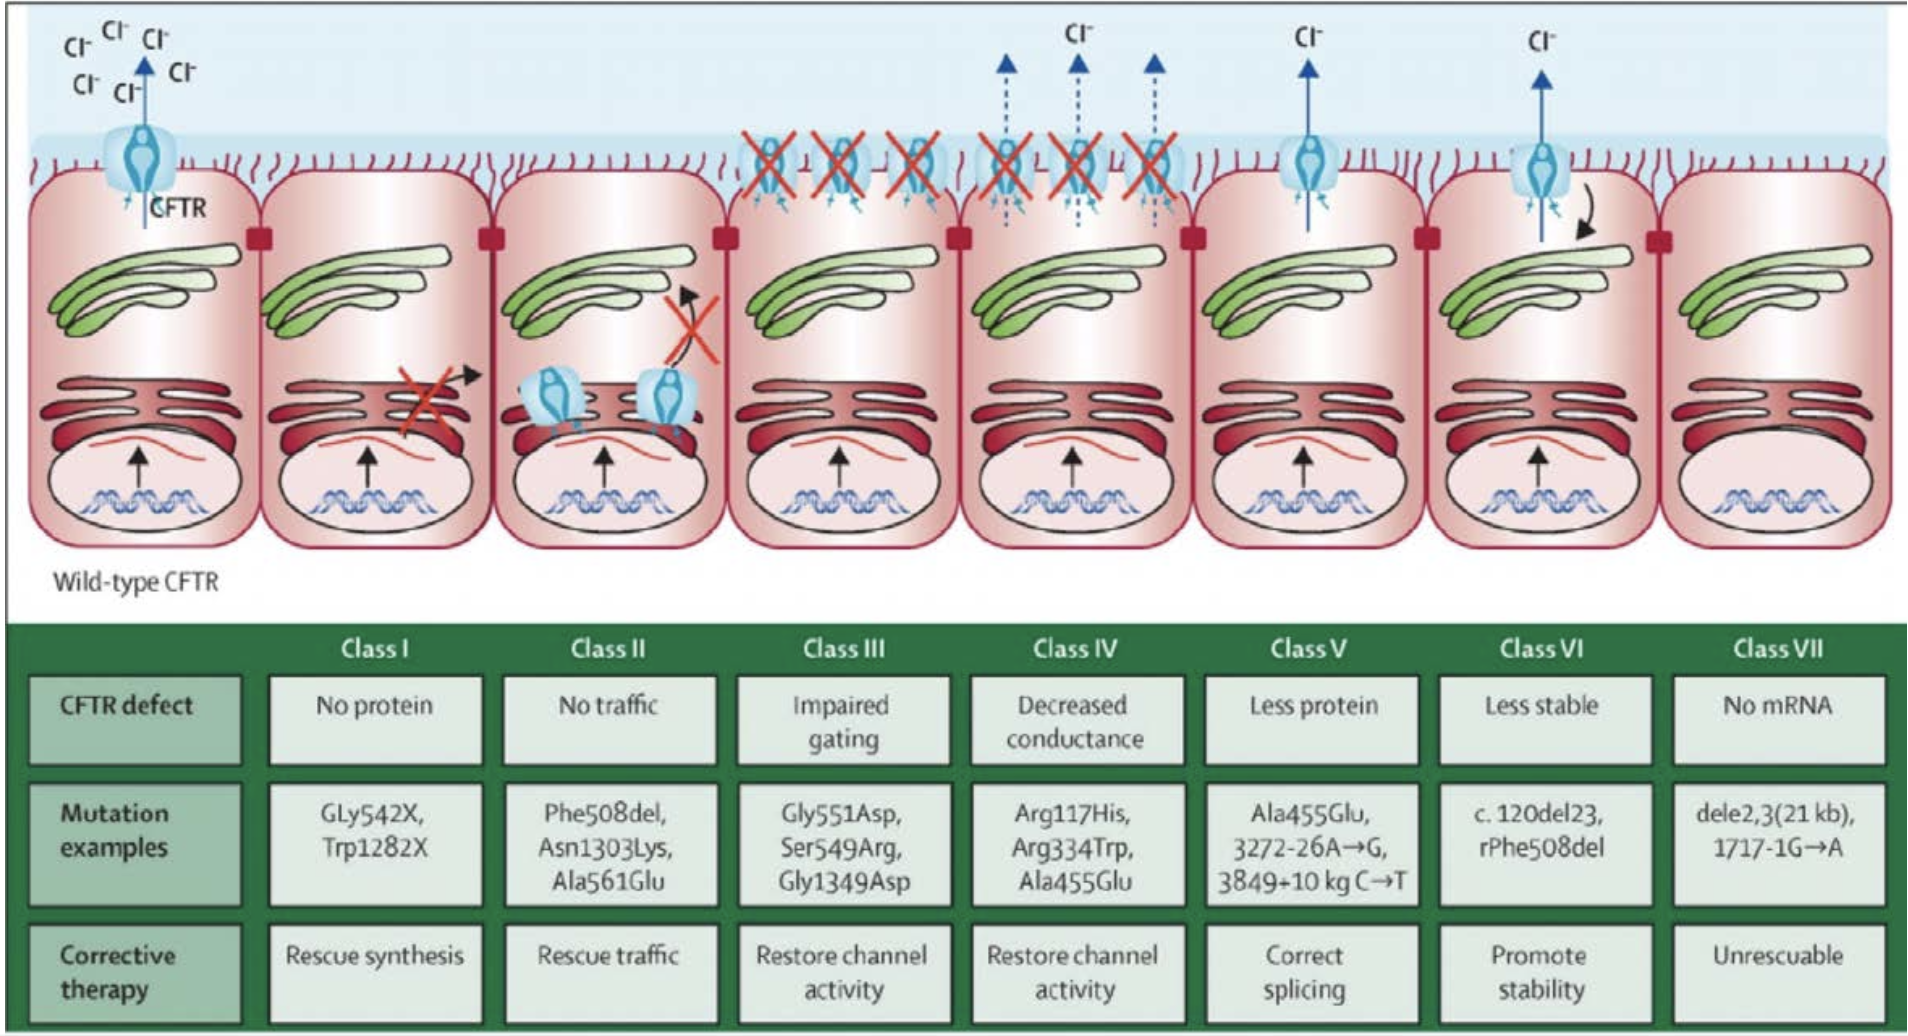 Cl⁻ Cl⁻ Cl⁻
Cl⁻ Cl⁻ Cl⁻
Cl⁻
Cl⁻
Cl⁻
CFTR
Wild-type CFTR
Class I Class II Class III Class IV Class V Class VI Class VII
CFTR defect
No protein
No traffic
Impaired
gating
Decreased
conductance
Less protein
Less stable
No mRNA
Mutation
examples
GLy542X,
Trp1282X
Phe508del,
Asn1303Lys,
Ala561Glu
Gly551Asp,
Ser549Arg,
Gly1349Asp
Arg117His,
Arg334Trp,
Ala455Glu
Ala455Glu,
3272-26A→G,
3849+10 kg C→T
c. 120del23,
rPhe508del
dele2,3(21 kb),
1717-1G→A
Corrective
therapy
Rescue synthesis
Rescue traffic
Restore channel
activity
Restore channel
activity
Correct
splicing
Promote
stability
Unrescuable